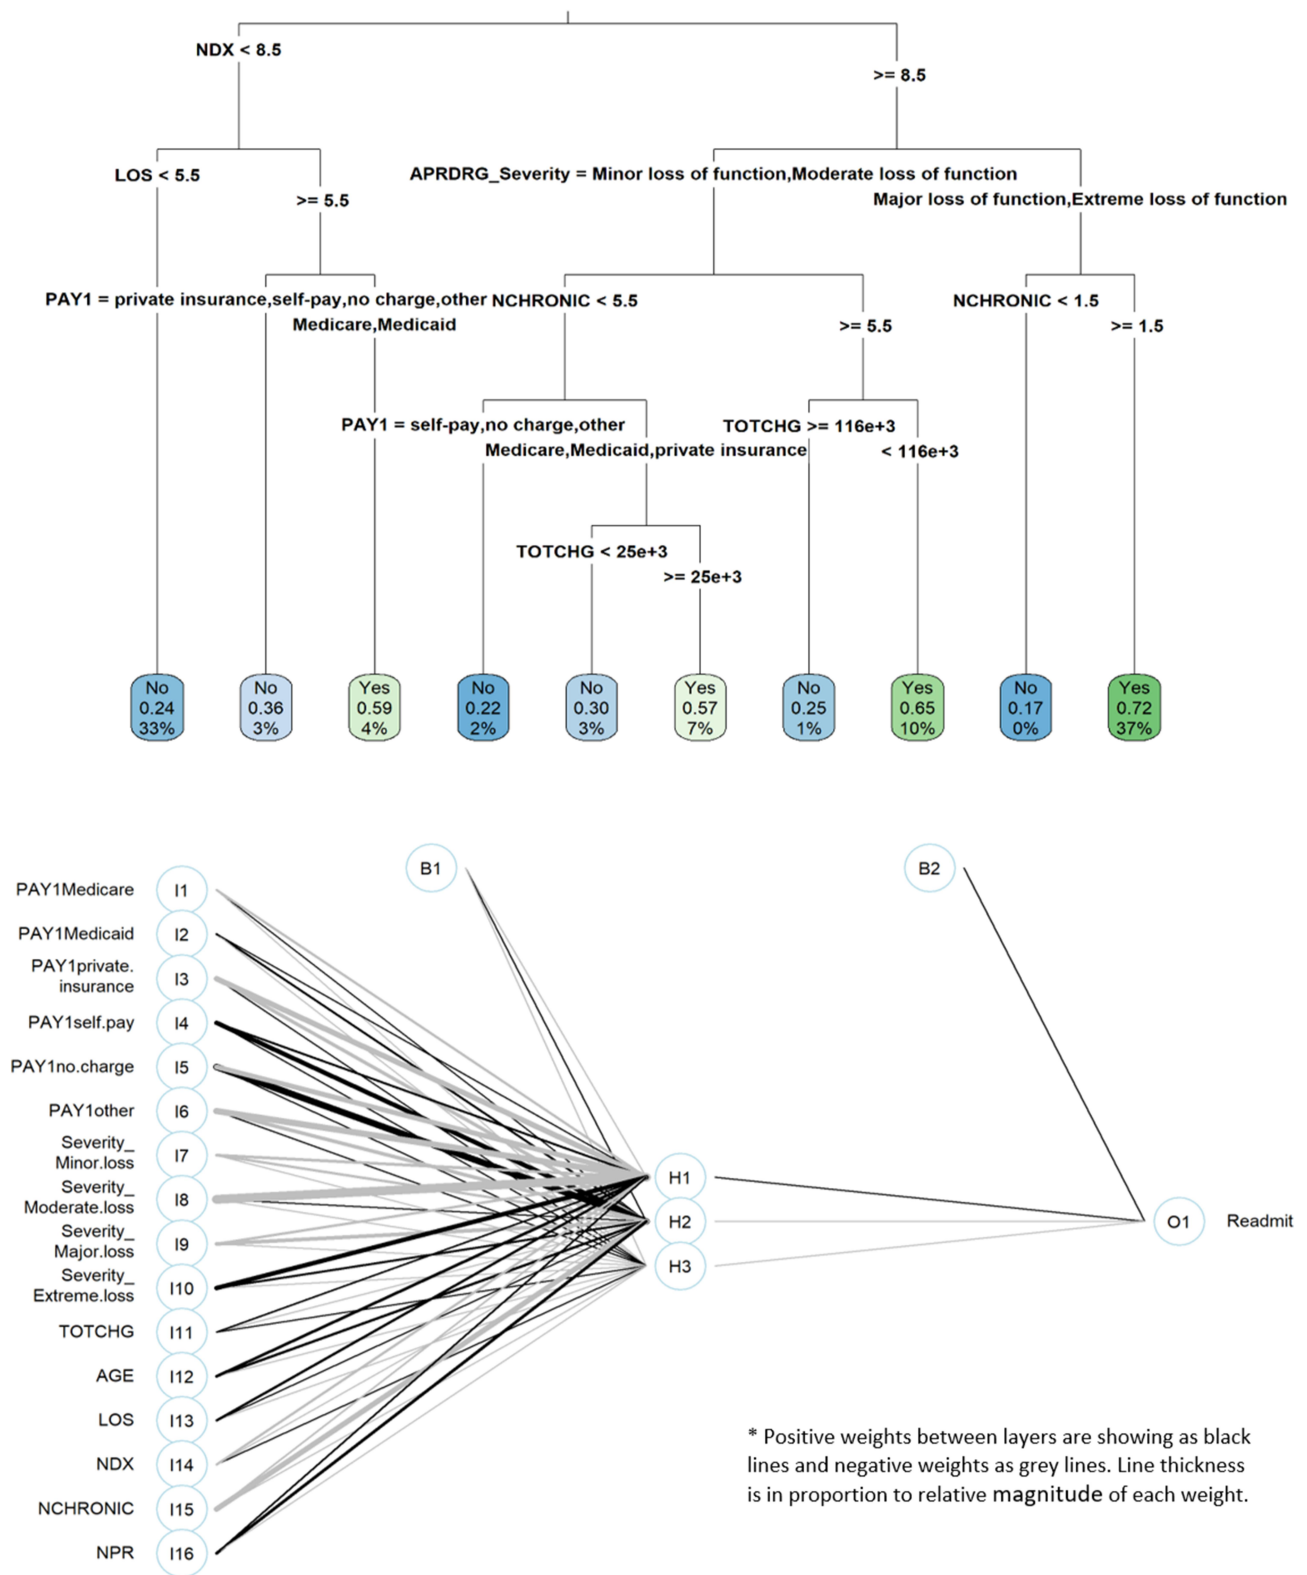 NDX < 8.5
>= 8.5
LOS < 5.5
>= 5.5
APRDRG_Severity = Minor loss of function,Moderate loss of function
Major loss of function,Extreme loss of function
PAY1 = private insurance,self-pay,no charge,other
Medicare,Medicaid
NCHRONIC < 5.5
>= 5.5
NCHRONIC < 1.5
>= 1.5
PAY1 = self-pay,no charge,other
Medicare,Medicaid,private insurance
TOTCHG >= 116e+3
< 116e+3
TOTCHG < 25e+3
>= 25e+3
No
0.24
33%
No
0.36
3%
Yes
0.59
4%
No
0.22
2%
No
0.30
3%
Yes
0.57
7%
No
0.25
1%
Yes
0.65
10%
No
0.17
0%
Yes
0.72
37%
B1
B2
PAY1Medicare I1
PAY1Medicaid I2
PAY1private.
insurance I3
PAY1self.pay I4
PAY1no.charge I5
PAY1other I6
Severity_
Minor.loss I7
Severity_
Moderate.loss I8
Severity_
Major.loss I9
Severity_
Extreme.loss I10
TOTCHG I11
AGE I12
LOS I13
NDX I14
NCHRONIC I15
NPR I16
H1
H2
H3
O1 Readmit
* Positive weights between layers are showing as black
lines and negative weights as grey lines. Line thickness
is in proportion to relative magnitude of each weight.